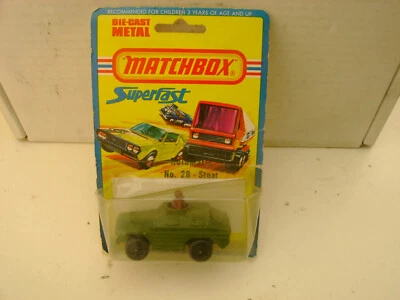 RECOMMENDED FOR CHILDREN 3 YEARS OF AGE AND UP
DIE-CAST
METAL
MATCHBOX
Superfast
No. 28 - Stoat